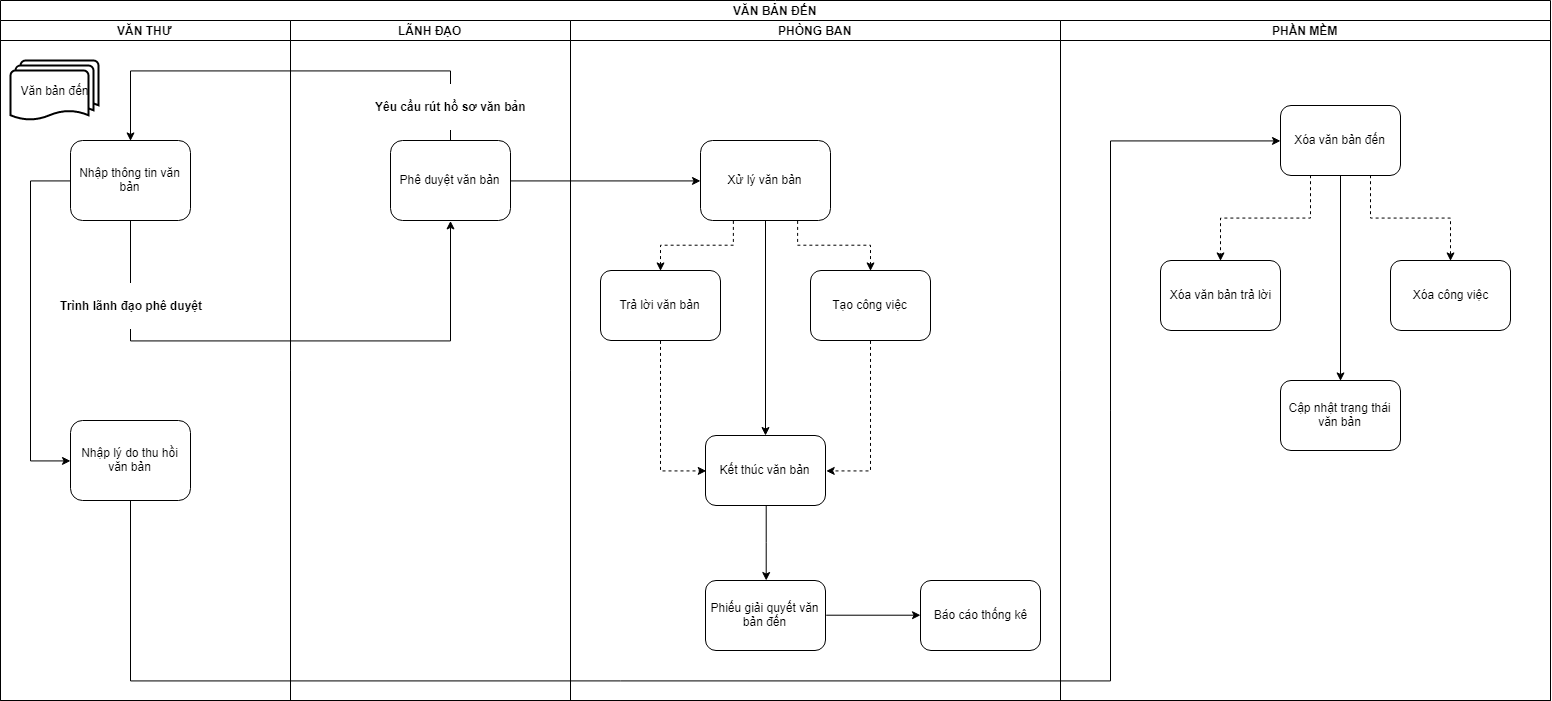 VĂN BẢN ĐẾN
VĂN THƯ
LÃNH ĐẠO
PHÒNG BAN
PHẦN MỀM
Văn bản đến
Yêu cầu rút hồ sơ văn bản
Nhập thông tin văn
bản
Phê duyệt văn bản
Xử lý văn bản
Xóa văn bản đến
Trình lãnh đạo phê duyệt
Trả lời văn bản
Tạo công việc
Xóa văn bản trả lời
Xóa công việc
Nhập lý do thu hồi
văn bản
Kết thúc văn bản
Cập nhật trạng thái
văn bản
Phiếu giải quyết văn
bản đến
Báo cáo thống kê